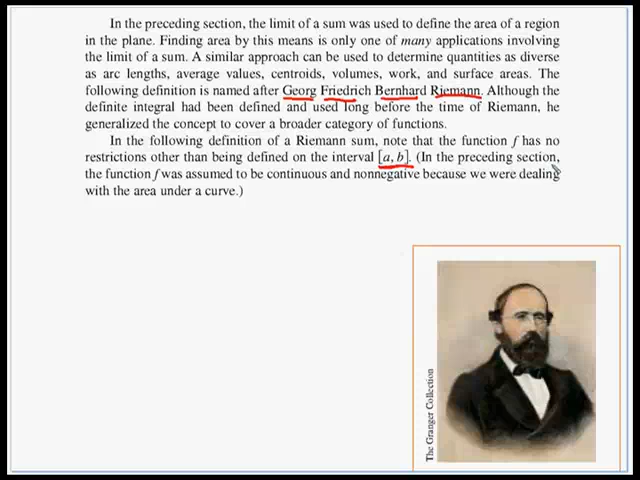 In the preceding section, the limit of a sum was used to define the area of a region
in the plane. Finding area by this means is only one of many applications involving
the limit of a sum. A similar approach can be used to determine quantities as diverse
as arc lengths, average values, centroids, volumes, work, and surface areas. The
following definition is named after Georg Friedrich Bernhard Riemann. Although the
definite integral had been defined and used long before the time of Riemann, he
generalized the concept to cover a broader category of functions.
In the following definition of a Riemann sum, note that the function f has no
restrictions other than being defined on the interval [a, b]. (In the preceding section,
the function f was assumed to be continuous and nonnegative because we were dealing
with the area under a curve.)
The Granger Collection